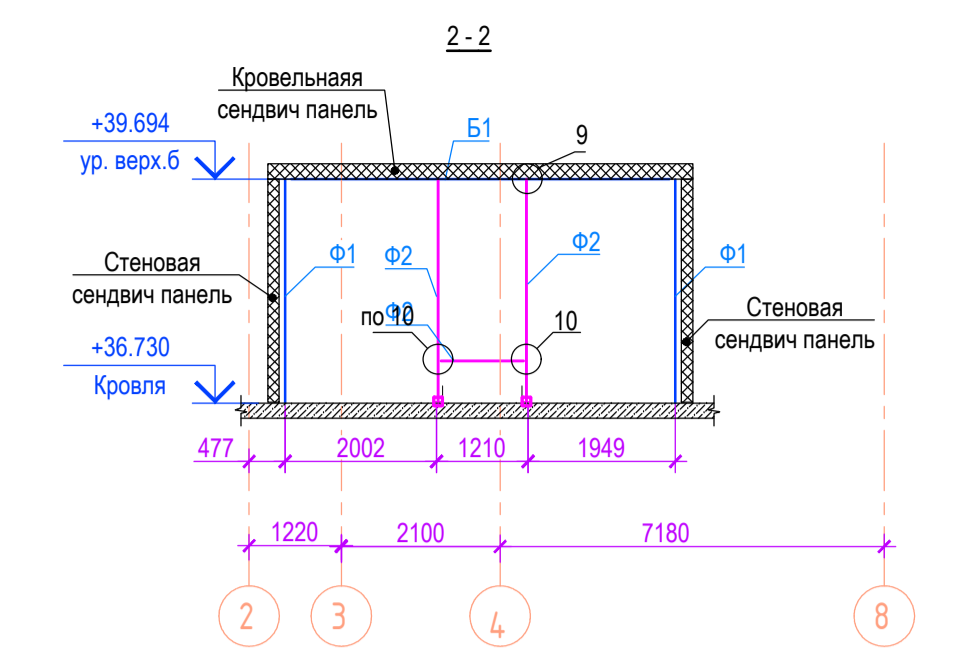 2 - 2
Кровельнаяя
сендвич панель
+39.694
ур. верх.б
Б1
9
Ф1
Ф2
Ф2
Ф1
Стеновая
сендвич панель
по 10
Ф2
10
Стеновая
сендвич панель
+36.730
Кровля
477
2002
1210
1949
1220
2100
7180
2
3
4
8